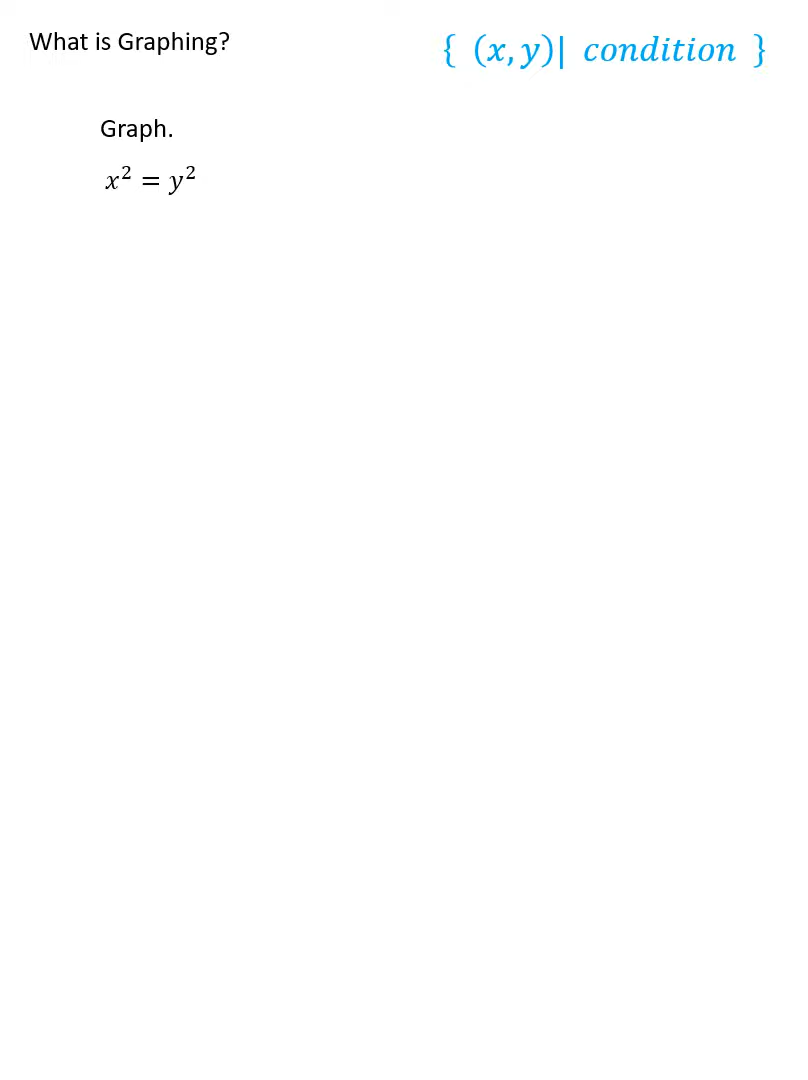 What is Graphing?
{ (x, y)| condition }
Graph.
x² = y²